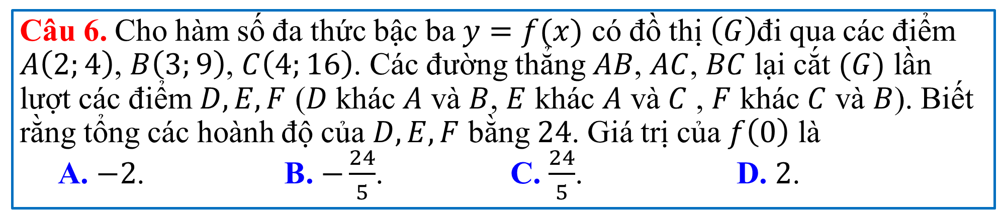 Câu 6. Cho hàm số đa thức bậc ba y = f(x) có đồ thị (G)đi qua các điểm
A(2; 4), B(3; 9), C(4; 16). Các đường thẳng AB, AC, BC lại cắt (G) lần
lượt các điểm D, E, F (D khác A và B, E khác A và C , F khác C và B). Biết
rằng tổng các hoành độ của D, E, F bằng 24. Giá trị của f(0) là
A. −2. B. −24/5. C. 24/5. D. 2.